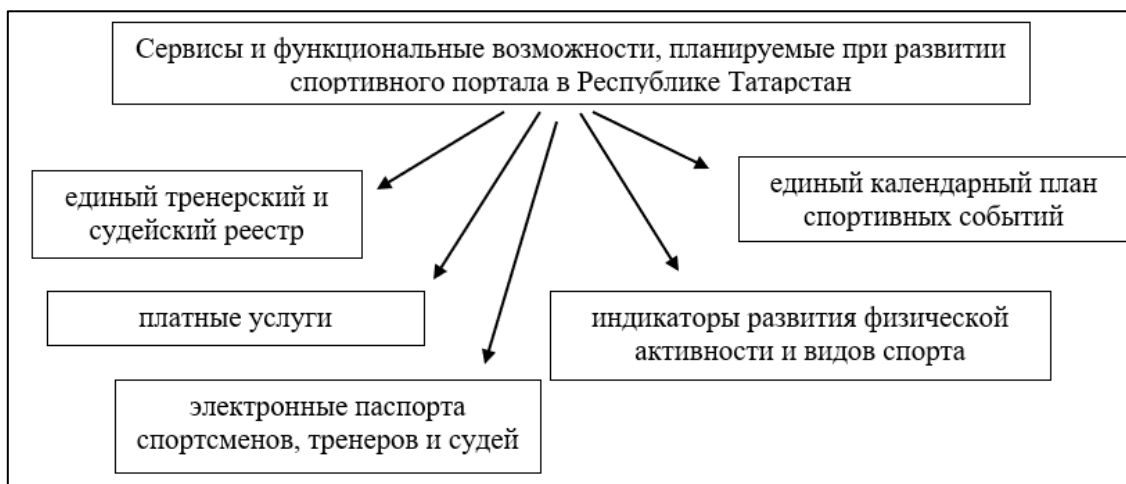 Сервисы и функциональные возможности, планируемые при развитии
спортивного портала в Республике Татарстан
единый тренерский и
судейский реестр
единый календарный план
спортивных событий
платные услуги
индикаторы развития физической
активности и видов спорта
электронные паспорта
спортсменов, тренеров и судей